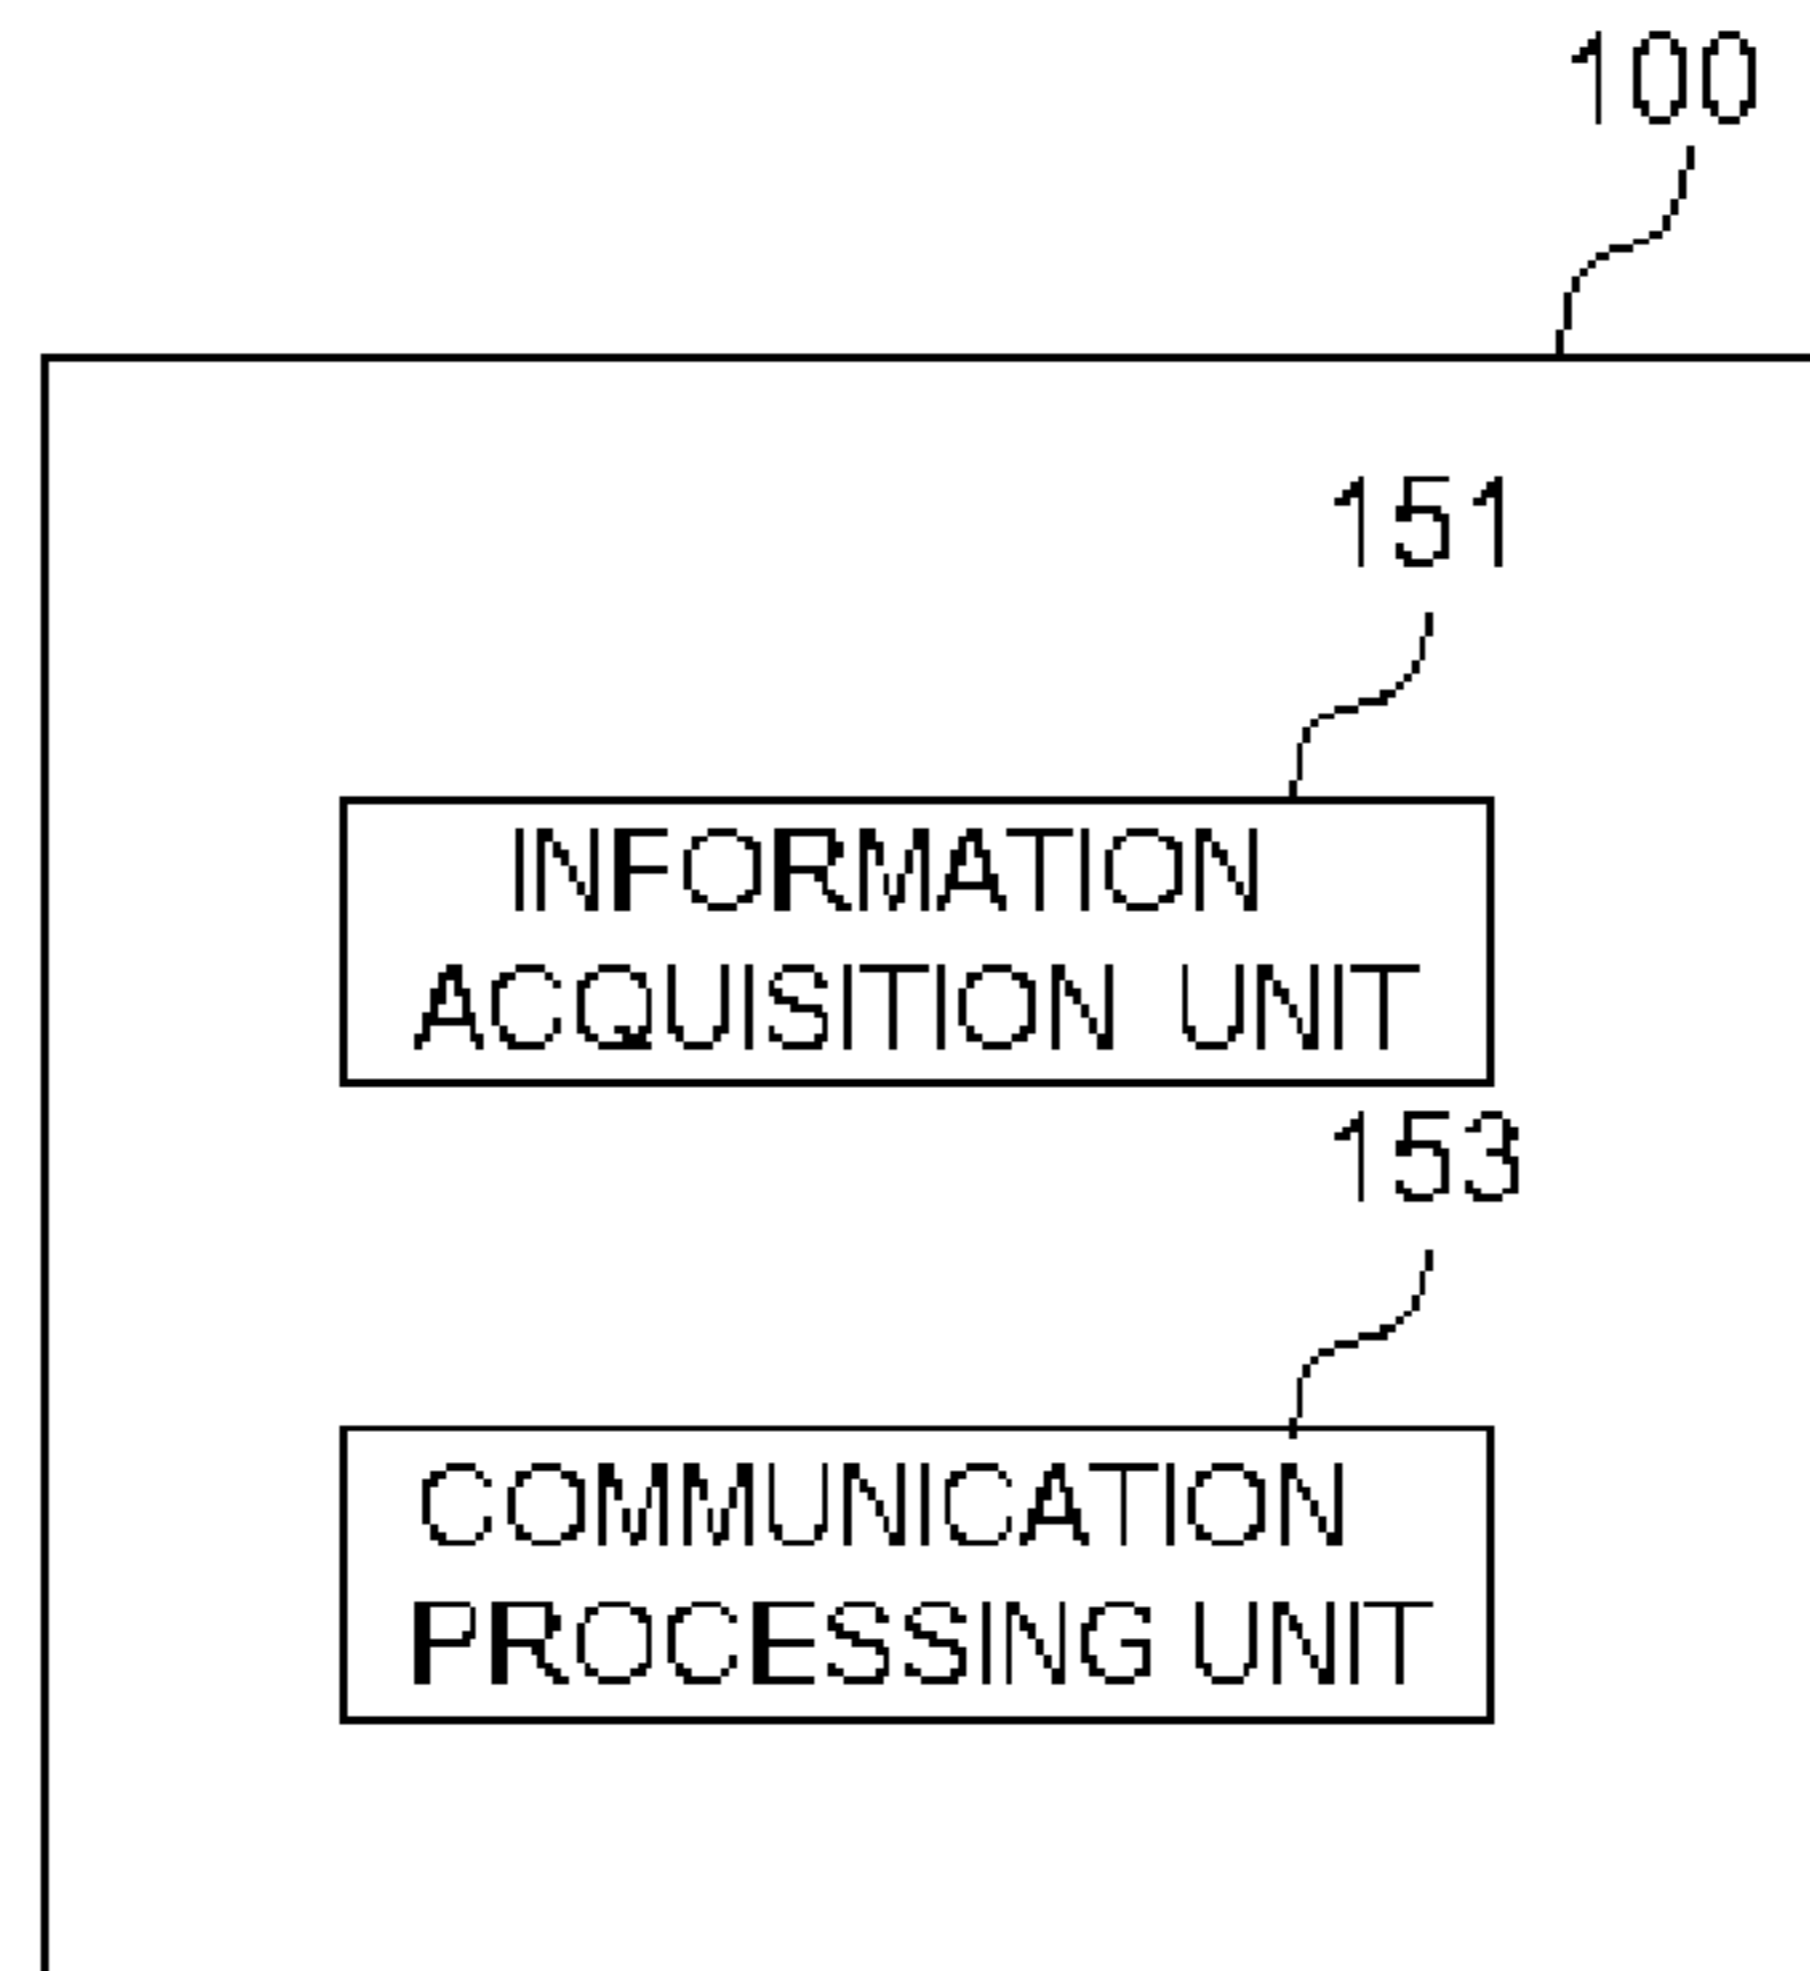 100
151
INFORMATION
ACQUISITION UNIT
153
COMMUNICATION
PROCESSING UNIT